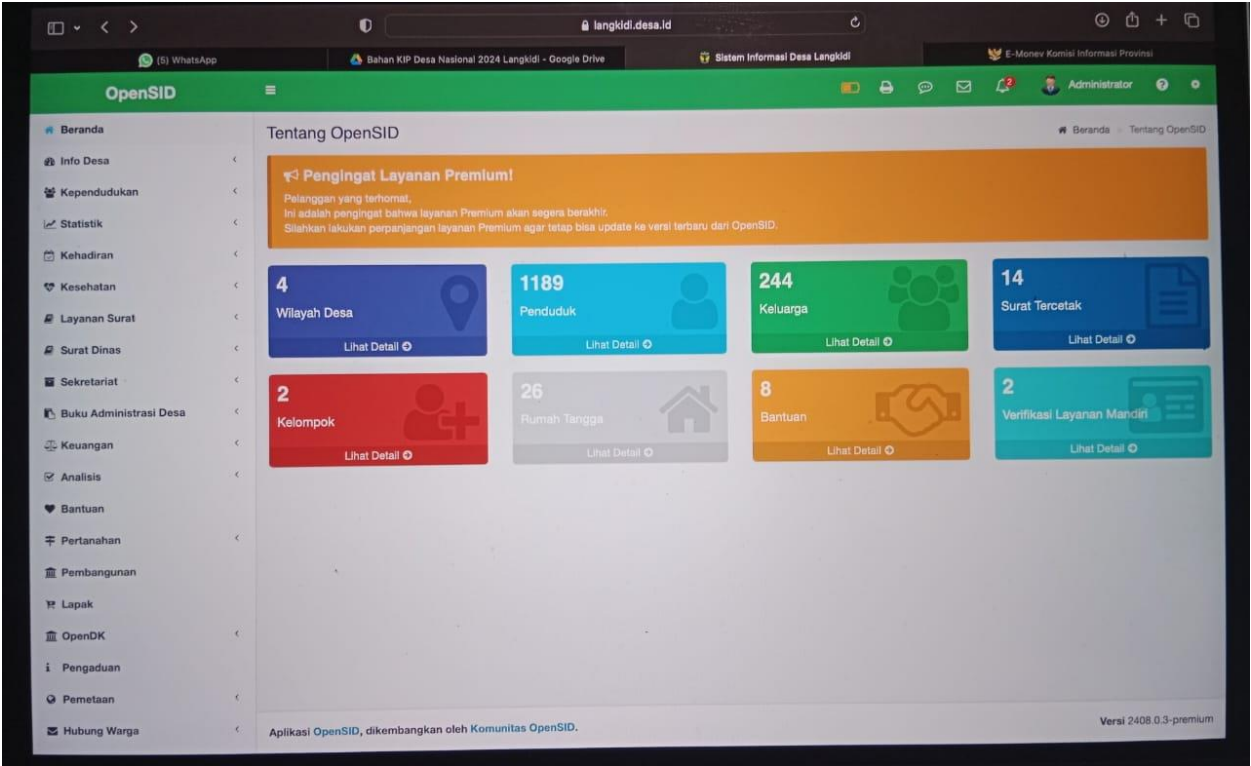 langkidi.desa.id
(5) WhatsApp
Bahan KIP Desa Nasional 2024 Langkidi - Google Drive
Sistem Informasi Desa Langkidi
E-Monev Komisi Informasi Provinsi
OpenSID
2
Administrator
Beranda
Info Desa
Kependudukan
Statistik
Kehadiran
Kesehatan
Layanan Surat
Surat Dinas
Sekretariat
Buku Administrasi Desa
Keuangan
Analisis
Bantuan
Pertanahan
Pembangunan
Lapak
OpenDK
Pengaduan
Pemetaan
Hubung Warga
Tentang OpenSID
Beranda > Tentang OpenSID
Pengingat Layanan Premium!
Pelanggan yang terhormat,
Ini adalah pengingat bahwa layanan Premium akan segera berakhir.
Silahkan lakukan perpanjangan layanan Premium agar tetap bisa update ke versi terbaru dari OpenSID.
4
Wilayah Desa
Lihat Detail
1189
Penduduk
Lihat Detail
244
Keluarga
Lihat Detail
14
Surat Tercetak
Lihat Detail
2
Kelompok
Lihat Detail
26
Rumah Tangga
Lihat Detail
8
Bantuan
Lihat Detail
2
Verifikasi Layanan Mandiri
Lihat Detail
Aplikasi OpenSID, dikembangkan oleh Komunitas OpenSID.
Versi 2408.0.3-premium